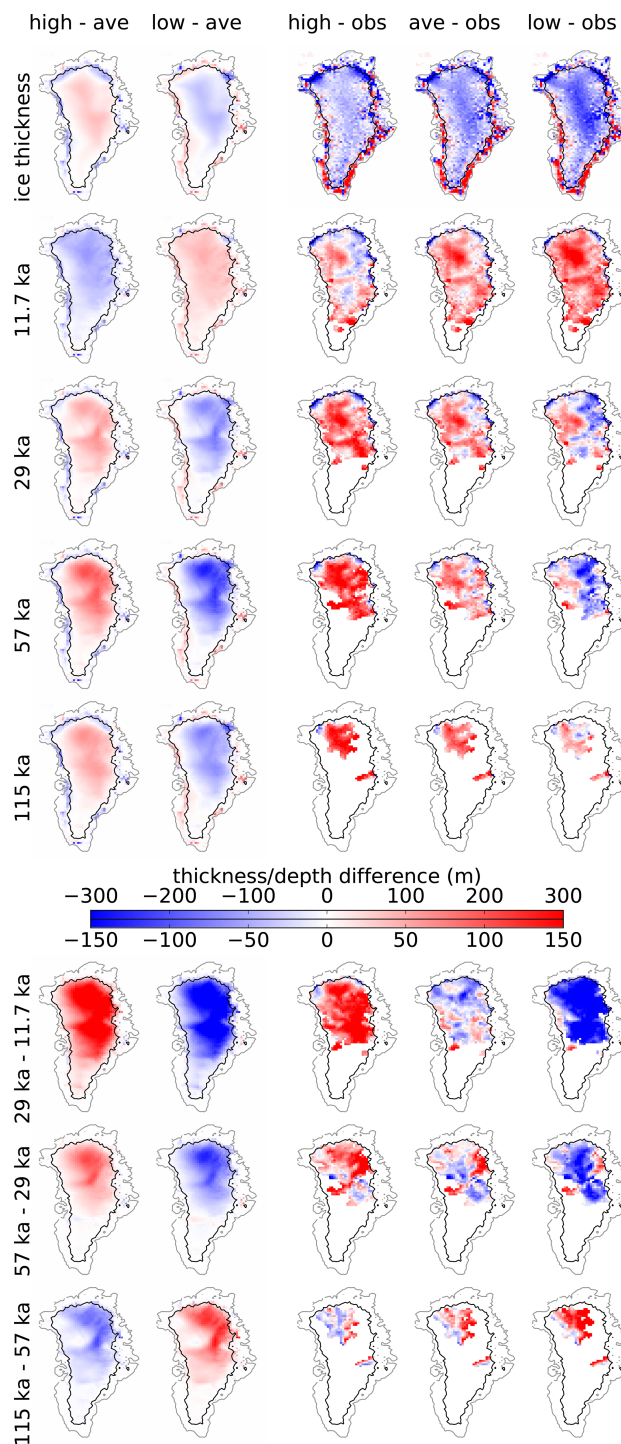 high - ave low - ave high - obs ave - obs low - obs
ice thickness
11.7 ka
29 ka
57 ka
115 ka
thickness/depth difference (m)
−300 −200 −100 0 100 200 300
−150 −100 −50 0 50 100 150
29 ka - 11.7 ka
57 ka - 29 ka
115 ka - 57 ka